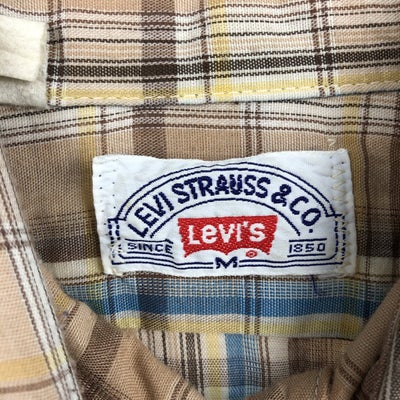 LEVI STRAUSS & CO.
Levi's
®
SINCE 1850
M